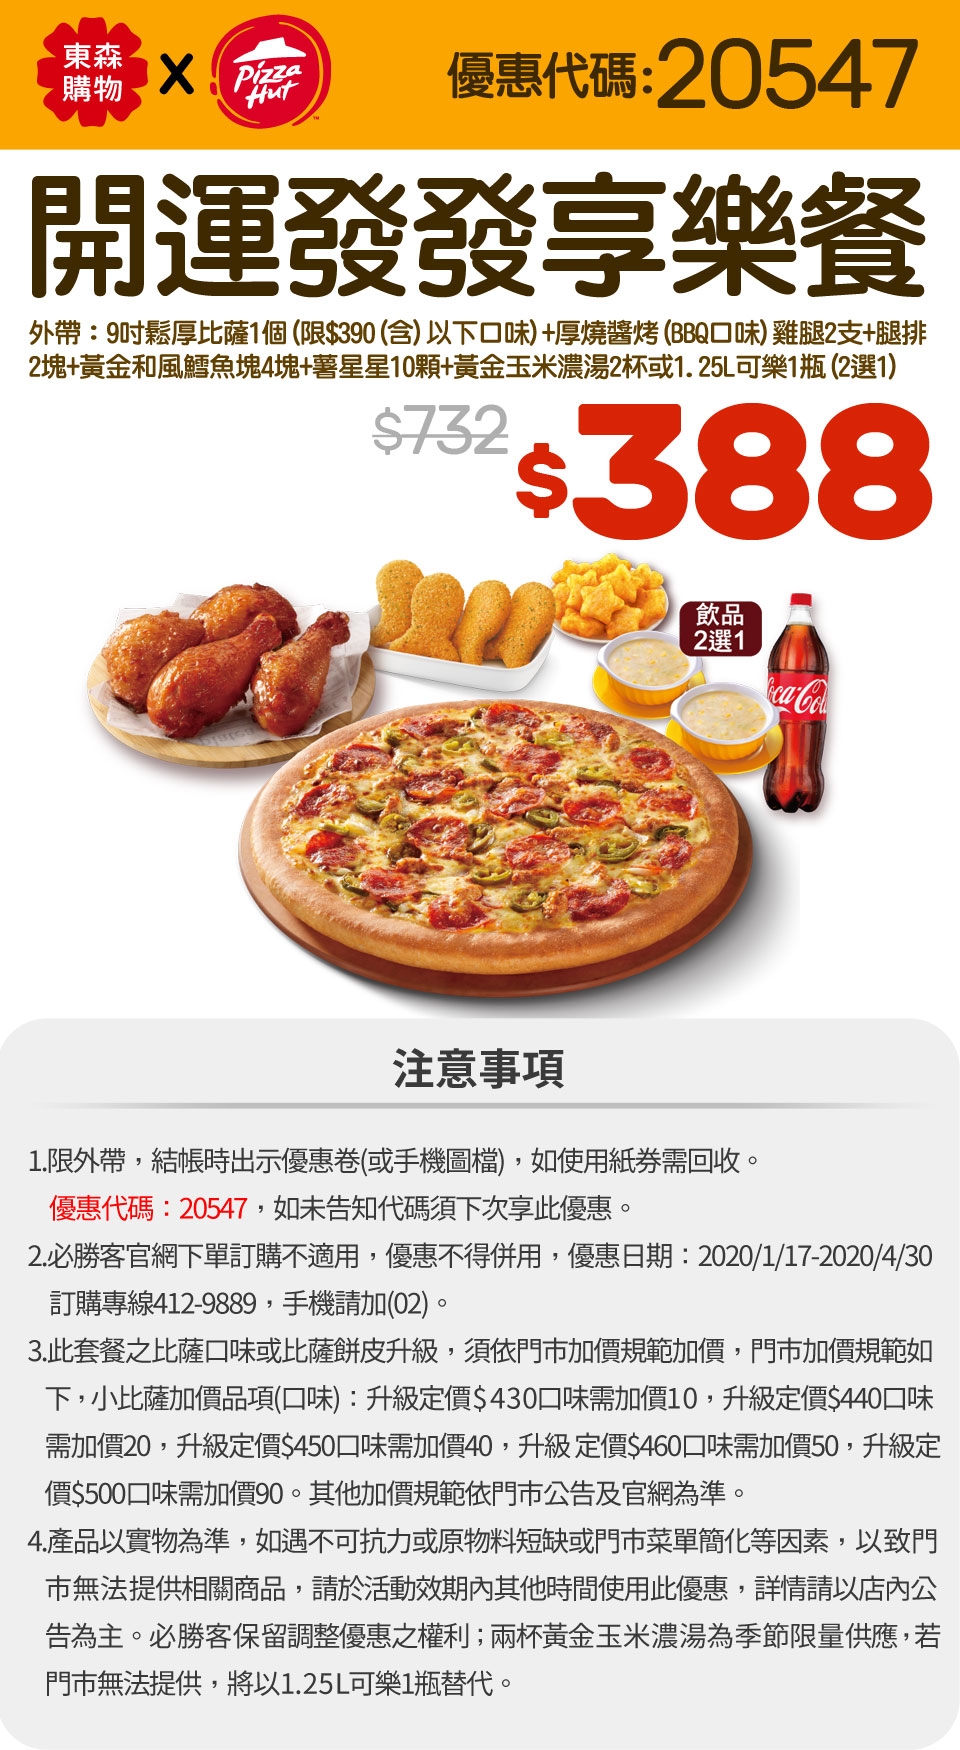 東森
購物
X
Pizza
Hut
™
優惠代碼:20547
開運發發享樂餐
外帶：9吋鬆厚比薩1個(限$390(含)以下口味)+厚燒醬烤(BBQ口味)雞腿2支+腿排
2塊+黃金和風鱈魚塊4塊+薯星星10顆+黃金玉米濃湯2杯或1.25L可樂1瓶(2選1)
$732
$388
飲品
2選1
Coca-Cola
注意事項
1.限外帶，結帳時出示優惠卷(或手機圖檔)，如使用紙券需回收。
優惠代碼：20547，如未告知代碼須下次享此優惠。
2.必勝客官網下單訂購不適用，優惠不得併用，優惠日期：2020/1/17-2020/4/30
訂購專線412-9889，手機請加(02)。
3.此套餐之比薩口味或比薩餅皮升級，須依門市加價規範加價，門市加價規範如
下，小比薩加價品項(口味)：升級定價$430口味需加價10，升級定價$440口味
需加價20，升級定價$450口味需加價40，升級 定價$460口味需加價50，升級定
價$500口味需加價90。其他加價規範依門市公告及官網為準。
4.產品以實物為準，如遇不可抗力或原物料短缺或門市菜單簡化等因素，以致門
市無法提供相關商品，請於活動效期內其他時間使用此優惠，詳情請以店內公
告為主。必勝客保留調整優惠之權利；兩杯黃金玉米濃湯為季節限量供應，若
門市無法提供，將以1.25L可樂1瓶替代。